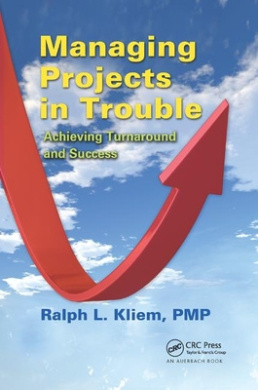 Managing
Projects
in Trouble
Achieving Turnaround
and Success
Ralph L. Kliem, PMP
CRC Press
Taylor & Francis Group
AN AUERBACH BOOK